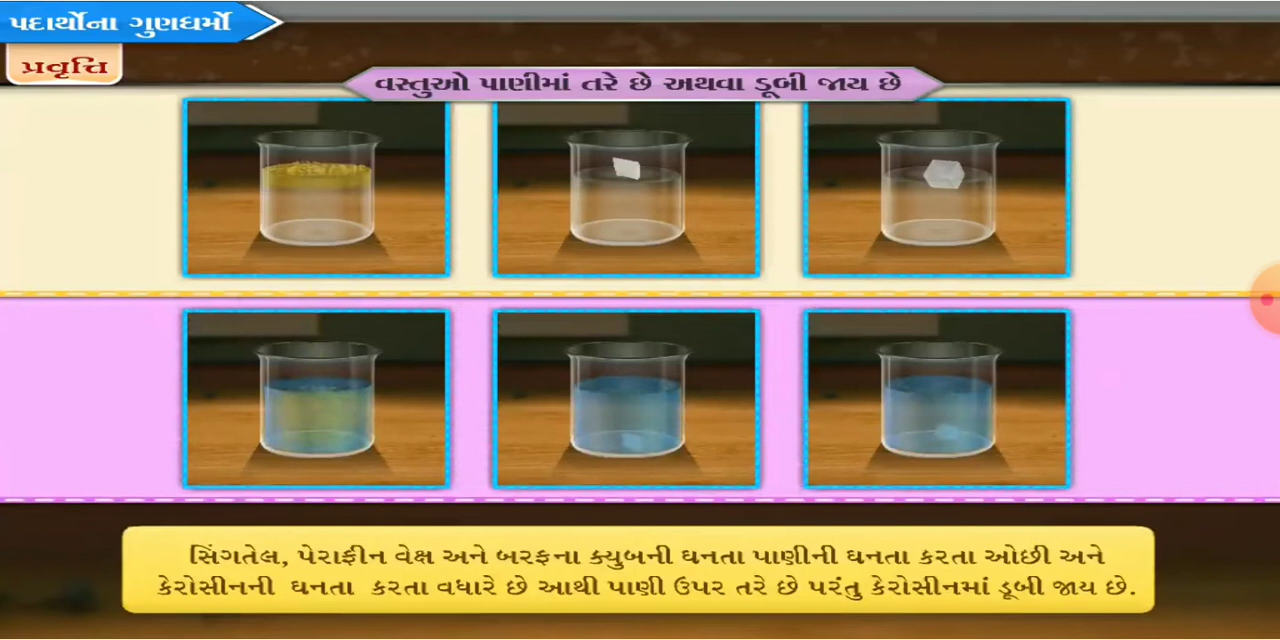 પદાર્થોના ગુણધર્મો
પ્રવૃત્તિ
વસ્તુઓ પાણીમાં તરે છે અથવા ડૂબી જાય છે
સિંગતેલ, પેરાફીન વેક્ષ અને બરફના ક્યુબની ઘનતા પાણીની ઘનતા કરતા ઓછી અને
કેરોસીનની ઘનતા કરતા વધારે છે આથી પાણી ઉપર તરે છે પરંતુ કેરોસીનમાં ડૂબી જાય છે.